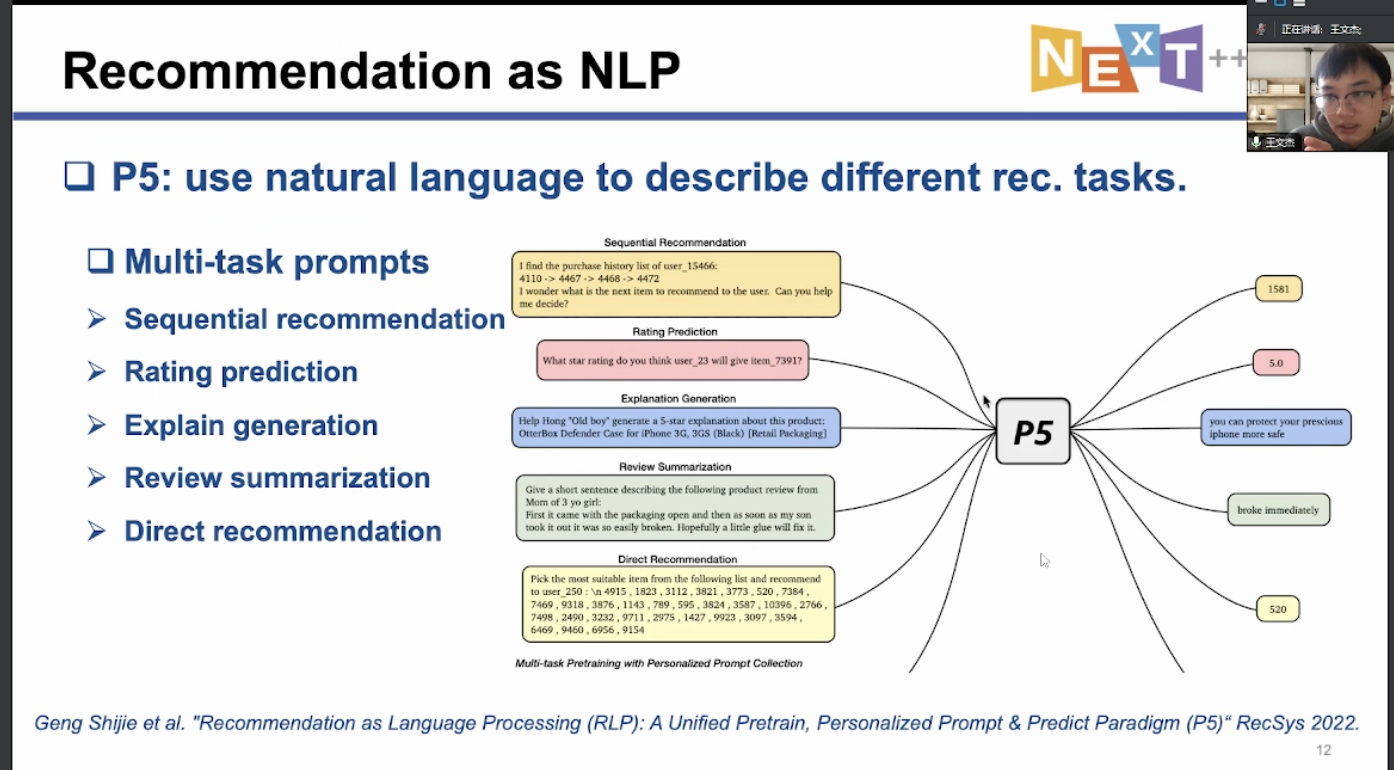 Recommendation as NLP
NExT++
正在讲话: 王文杰;
王文杰
P5: use natural language to describe different rec. tasks.
Multi-task prompts
Sequential recommendation
Rating prediction
Explain generation
Review summarization
Direct recommendation
Sequential Recommendation
I find the purchase history list of user_15466:
4110 -> 4467 -> 4468 -> 4472
I wonder what is the next item to recommend to the user. Can you help
me decide?
Rating Prediction
What star rating do you think user_23 will give item_7391?
Explanation Generation
Help Hong "Old boy" generate a 5-star explanation about this product:
OtterBox Defender Case for iPhone 3G, 3GS (Black) [Retail Packaging]
Review Summarization
Give a short sentence describing the following product review from
Mom of 3 yo girl:
First it came with the packaging open and then as soon as my son
took it out it was so easily broken. Hopefully a little glue will fix it.
Direct Recommendation
Pick the most suitable item from the following list and recommend
to user_250 : \n 4915 , 1823 , 3112 , 3821 , 3773 , 520 , 7384 ,
7469 , 9318 , 3876 , 1143 , 789 , 595 , 3824 , 3587 , 10396 , 2766 ,
7498 , 2490 , 3232 , 9711 , 2975 , 1427 , 9923 , 3097 , 3594 ,
6469 , 9460 , 6956 , 9154
Multi-task Pretraining with Personalized Prompt Collection
P5
1581
5.0
you can protect your prescious
iphone more safe
broke immediately
520
Geng Shijie et al. "Recommendation as Language Processing (RLP): A Unified Pretrain, Personalized Prompt & Predict Paradigm (P5)“ RecSys 2022.
12